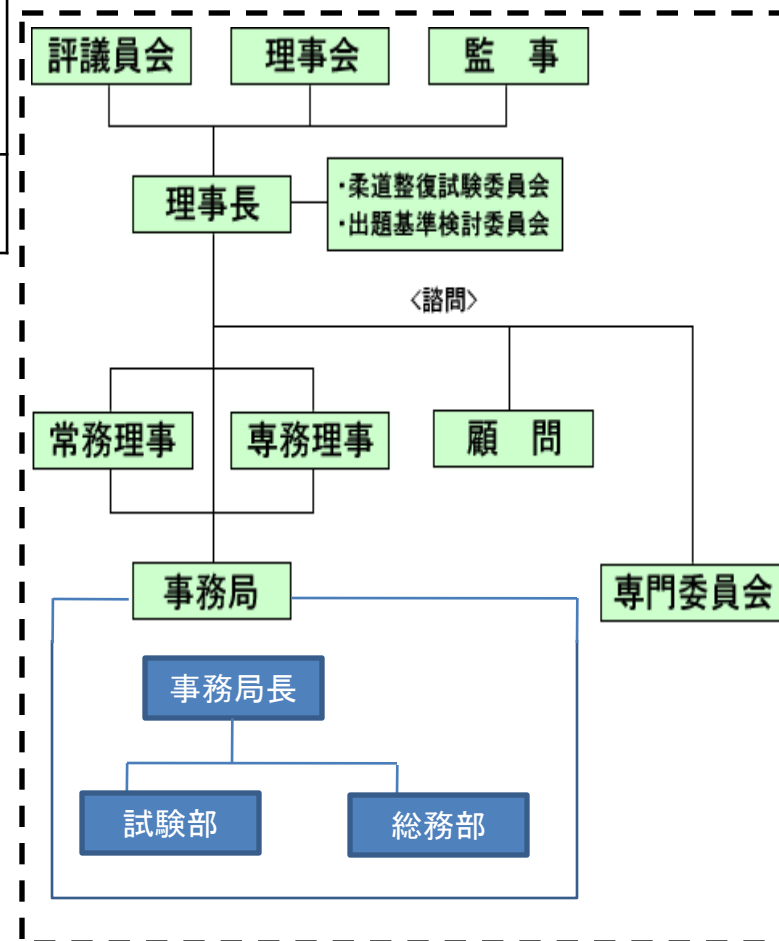 評議員会
理事会
監　事
理事長
・柔道整復試験委員会
・出題基準検討委員会
〈諮問〉
常務理事
専務理事
顧　問
事務局
専門委員会
事務局長
試験部
総務部